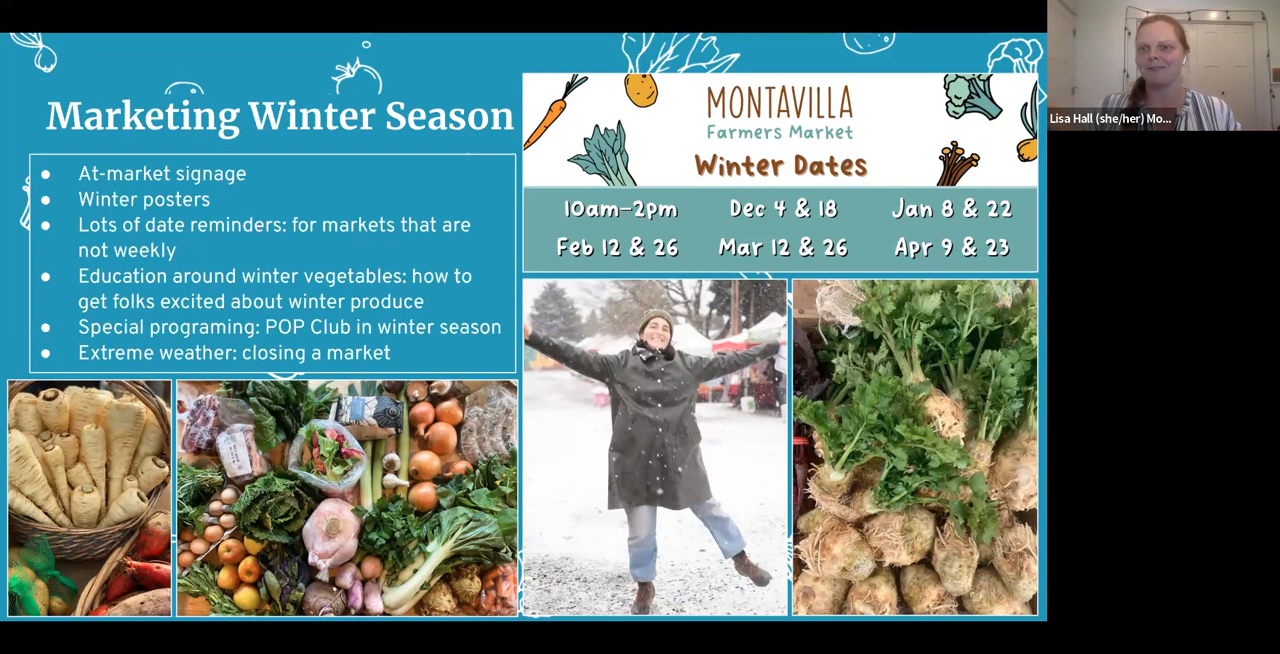 Marketing Winter Season
● At-market signage
● Winter posters
● Lots of date reminders: for markets that are
not weekly
● Education around winter vegetables: how to
get folks excited about winter produce
● Special programing: POP Club in winter season
● Extreme weather: closing a market
MONTAVILLA
Farmers Market
Winter Dates
10am-2pm Dec 4 & 18 Jan 8 & 22
Feb 12 & 26 Mar 12 & 26 Apr 9 & 23
Lisa Hall (she/her) Mo...